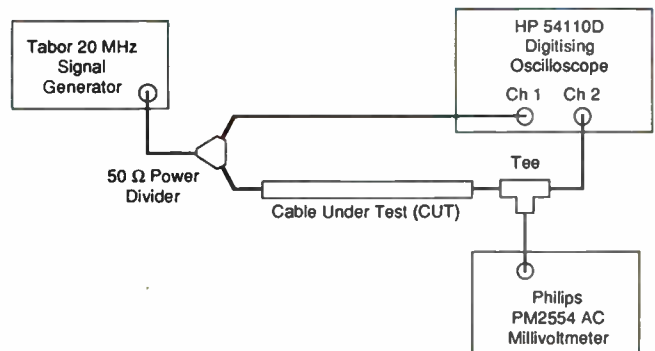 Tabor 20 MHz
Signal
Generator
HP 54110D
Digitising
Oscilloscope
Ch 1 Ch 2
50 Ω Power
Divider
Tee
Cable Under Test (CUT)
Philips
PM2554 AC
Millivoltmeter